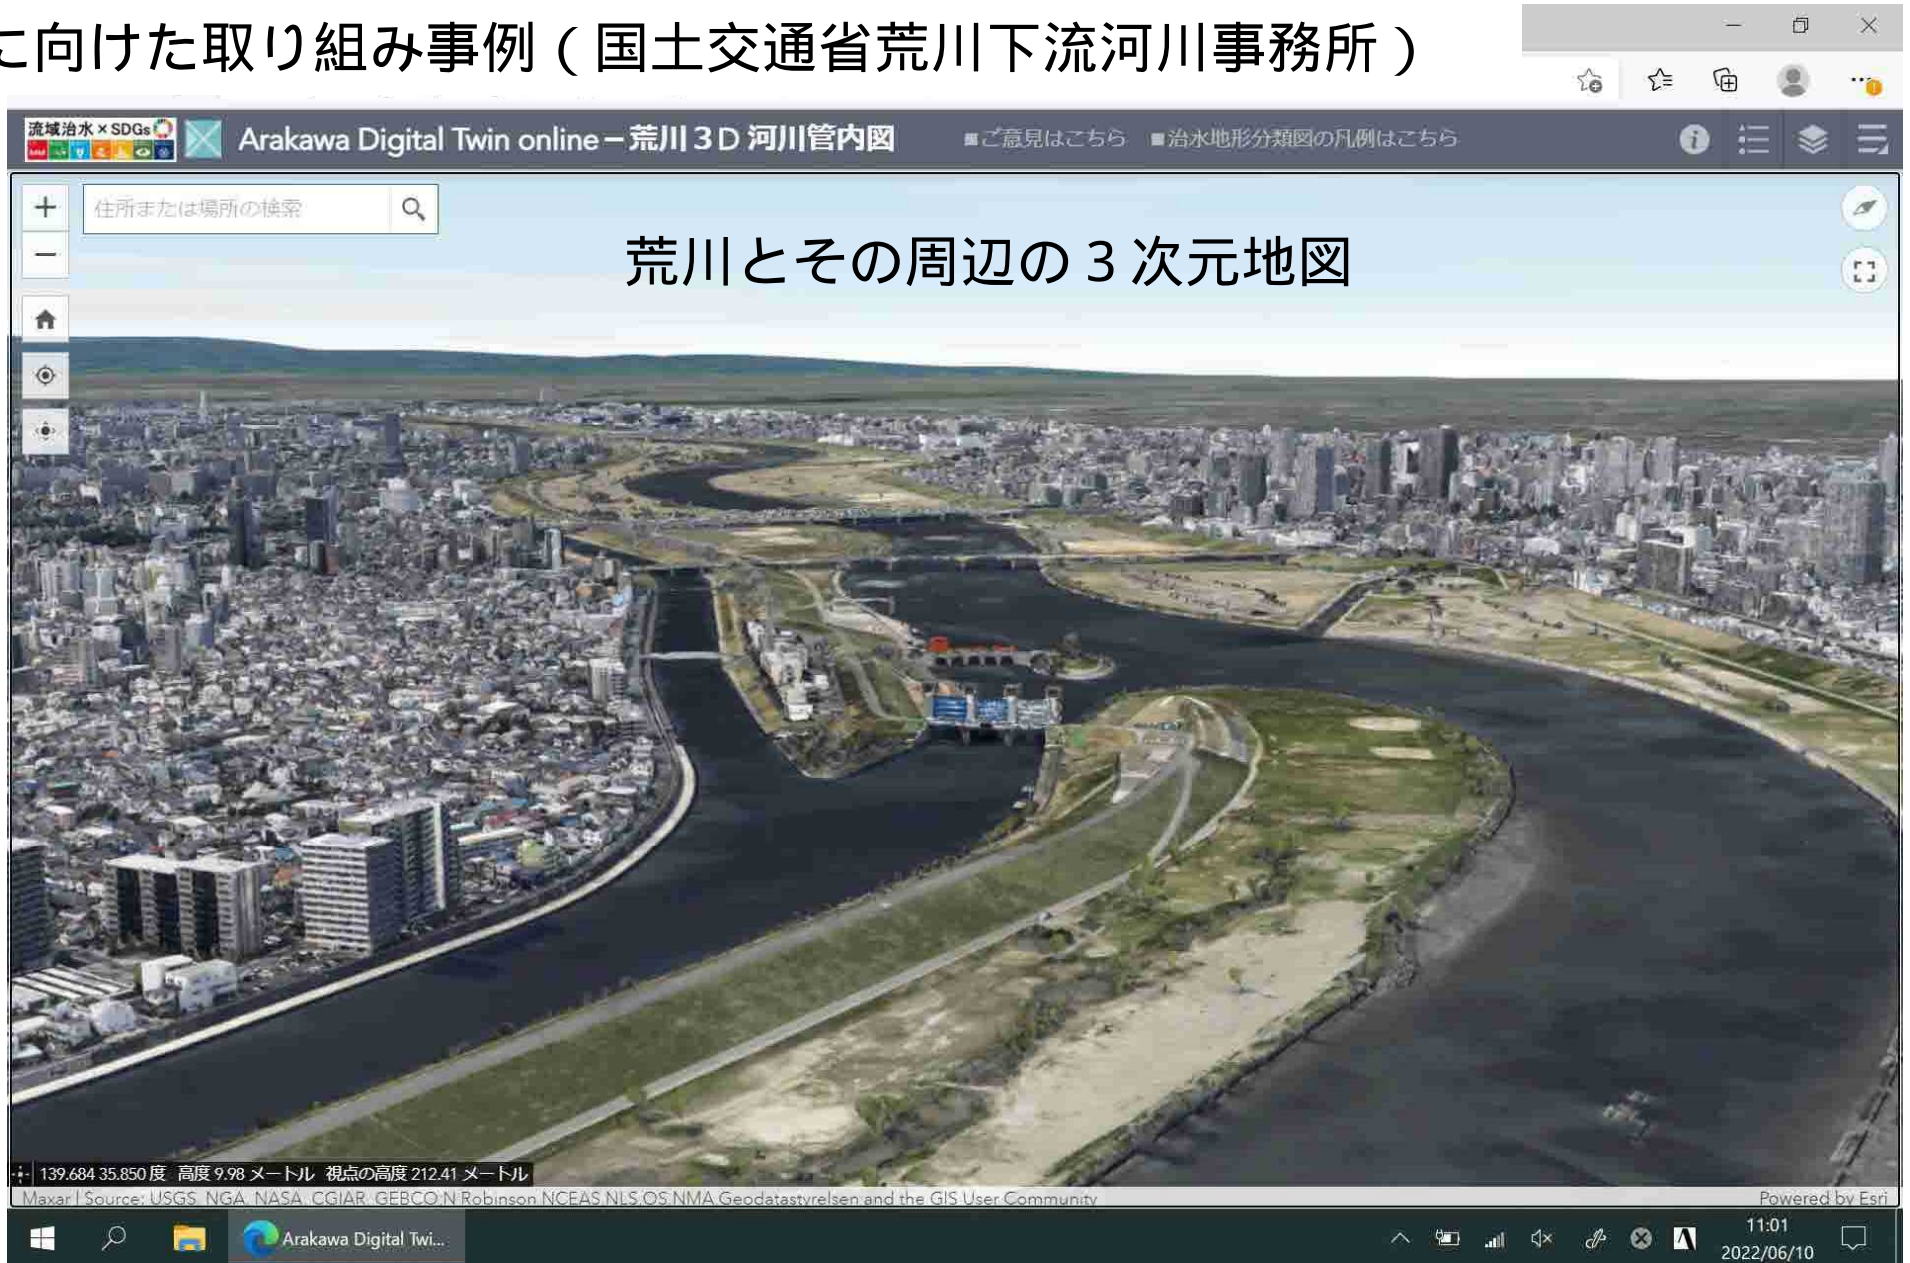 に向けた取り組み事例(国土交通省荒川下流河川事務所)
流域治水×SDGs
Arakawa Digital Twin online – 荒川3D河川管内図
■ご意見はこちら ■治水地形分類図の凡例はこちら
住所または場所の検索
荒川とその周辺の3次元地図
139.684 35.850 度 高度 9.98 メートル 視点の高度 212.41 メートル
Maxar | Source: USGS, NGA, NASA, CGIAR, GEBCO,N Robinson,NCEAS,NLS,OS,NMA,Geodatastyrelsen and the GIS User Community
Powered by Esri
Arakawa Digital Twi...
11:01
2022/06/10